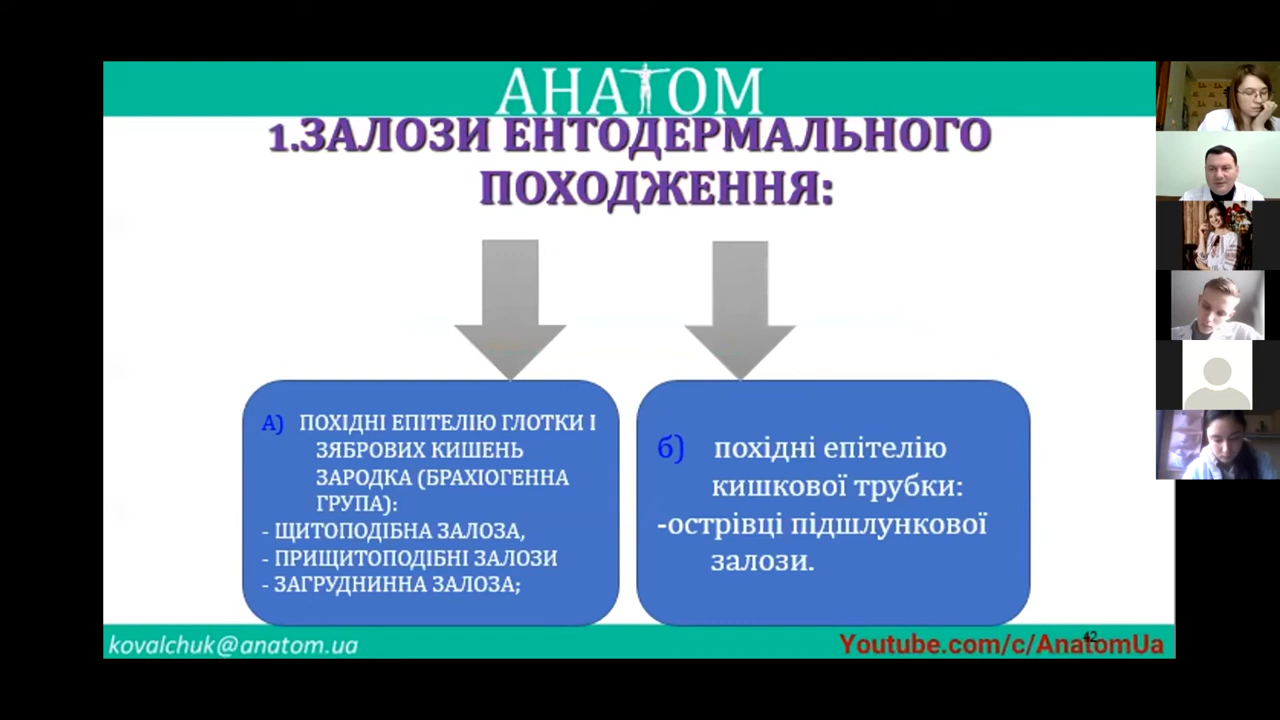 АНАТОМ
1.ЗАЛОЗИ ЕНТОДЕРМАЛЬНОГО
ПОХОДЖЕННЯ:
А) ПОХІДНІ ЕПІТЕЛІЮ ГЛОТКИ І
ЗЯБРОВИХ КИШЕНЬ
ЗАРОДКА (БРАХІОГЕННА
ГРУПА):
- ЩИТОПОДІБНА ЗАЛОЗА,
- ПРИЩИТОПОДІБНІ ЗАЛОЗИ
- ЗАГРУДНИННА ЗАЛОЗА;
б) похідні епітелію
кишкової трубки:
-острівці підшлункової
залози.
kovalchuk@anatom.ua
Youtube.com/c/AnatomUa
42